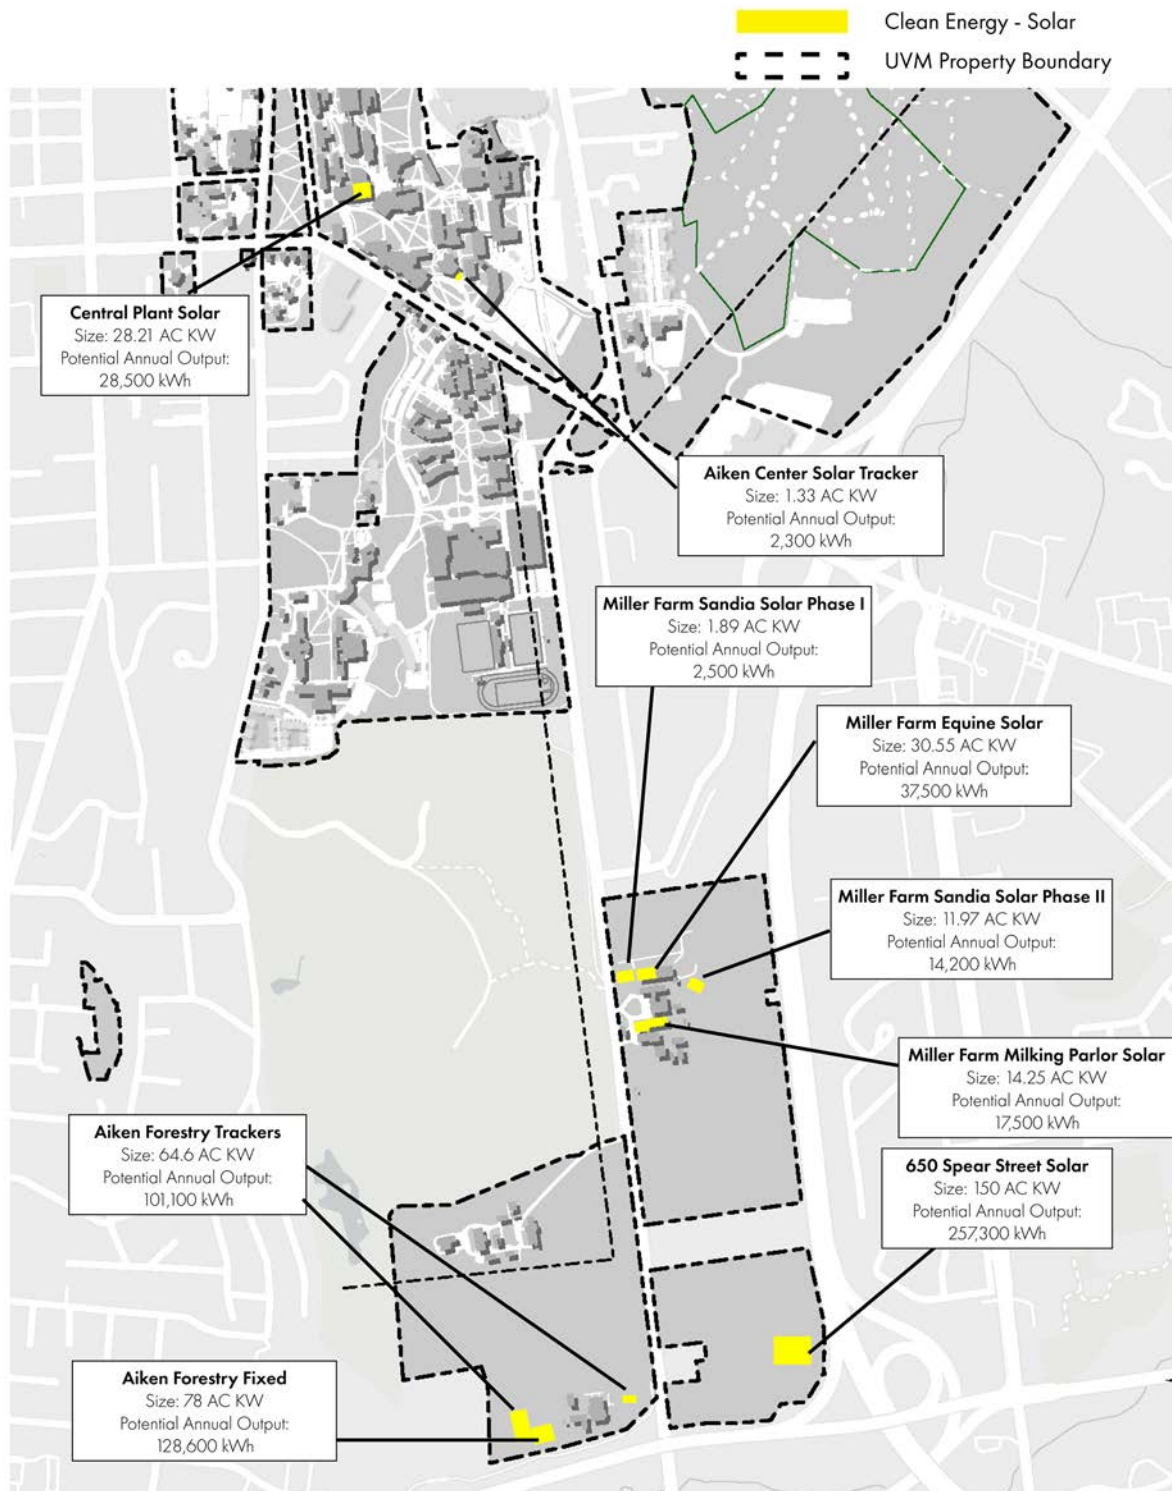 Clean Energy - Solar
UVM Property Boundary
Central Plant Solar
Size: 28.21 AC KW
Potential Annual Output:
28,500 kWh
Aiken Center Solar Tracker
Size: 1.33 AC KW
Potential Annual Output:
2,300 kWh
Miller Farm Sandia Solar Phase I
Size: 1.89 AC KW
Potential Annual Output:
2,500 kWh
Miller Farm Equine Solar
Size: 30.55 AC KW
Potential Annual Output:
37,500 kWh
Miller Farm Sandia Solar Phase II
Size: 11.97 AC KW
Potential Annual Output:
14,200 kWh
Miller Farm Milking Parlor Solar
Size: 14.25 AC KW
Potential Annual Output:
17,500 kWh
Aiken Forestry Trackers
Size: 64.6 AC KW
Potential Annual Output:
101,100 kWh
650 Spear Street Solar
Size: 150 AC KW
Potential Annual Output:
257,300 kWh
Aiken Forestry Fixed
Size: 78 AC KW
Potential Annual Output:
128,600 kWh